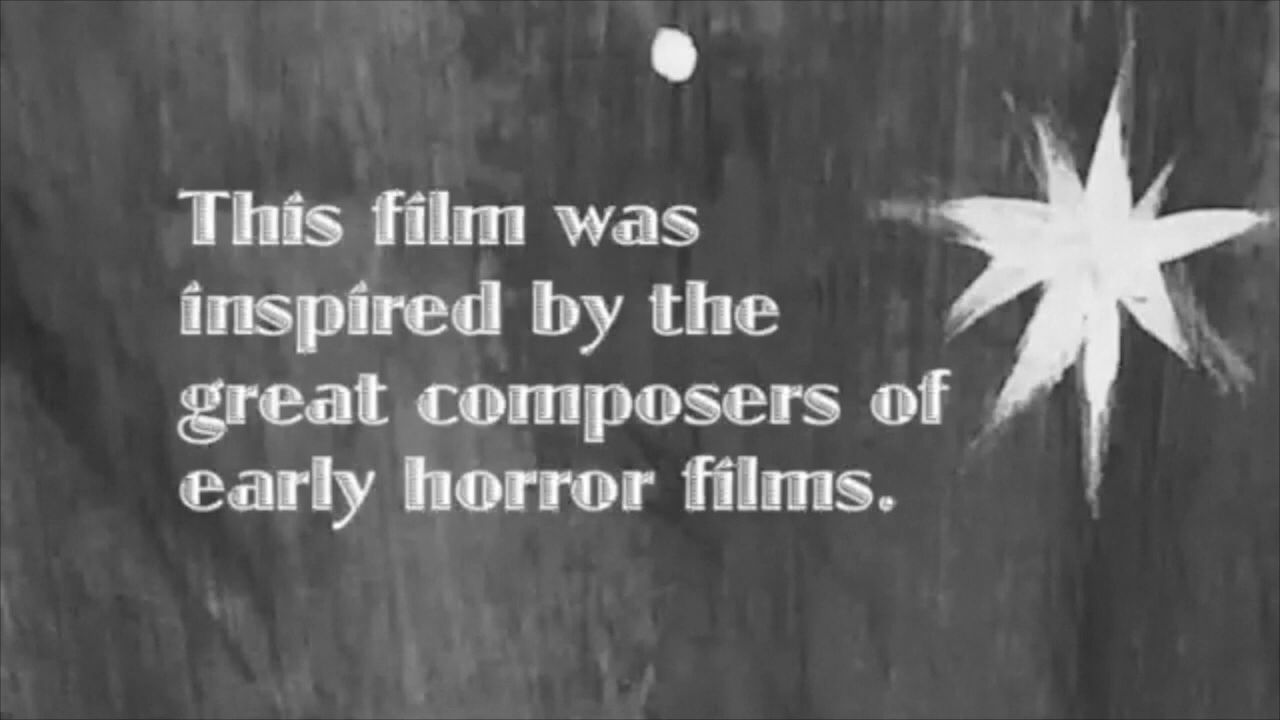 This film was
inspired by the
great composers of
early horror films.